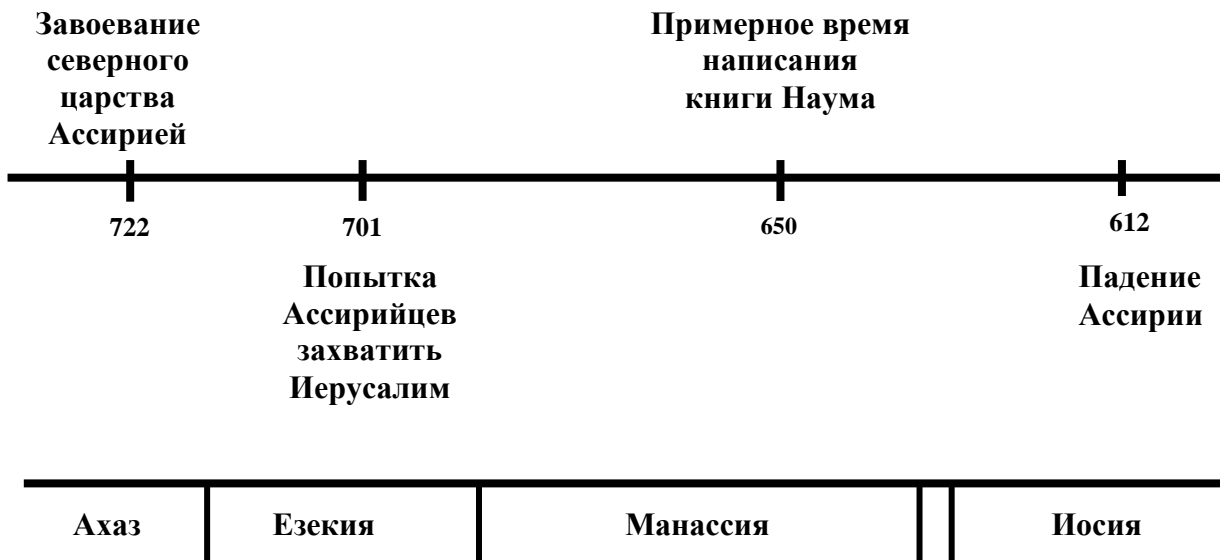 Завоевание
северного
царства
Ассирией
Примерное время
написания
книги Наума
722
701
650
612
Попытка
Ассирийцев
захватить
Иерусалим
Падение
Ассирии
Ахаз
Езекия
Манассия
Иосия